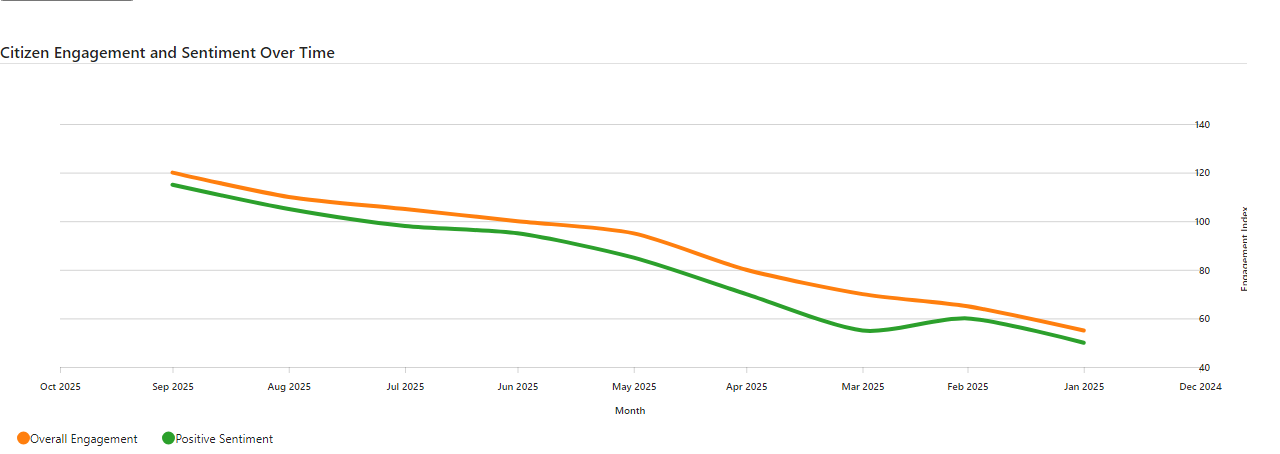 Citizen Engagement and Sentiment Over Time
140
120
100
80
60
40
Engagement Index
Oct 2025 Sep 2025 Aug 2025 Jul 2025 Jun 2025 May 2025 Apr 2025 Mar 2025 Feb 2025 Jan 2025 Dec 2024
Month
Overall Engagement Positive Sentiment